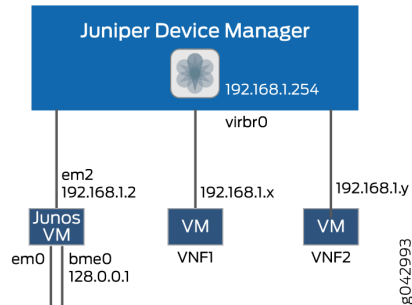 Juniper Device Manager
192.168.1.254
virbr0
em2
192.168.1.2
192.168.1.x
192.168.1.y
Junos
VM
VM
VM
em0
bme0
128.0.0.1
VNF1
VNF2
g042993